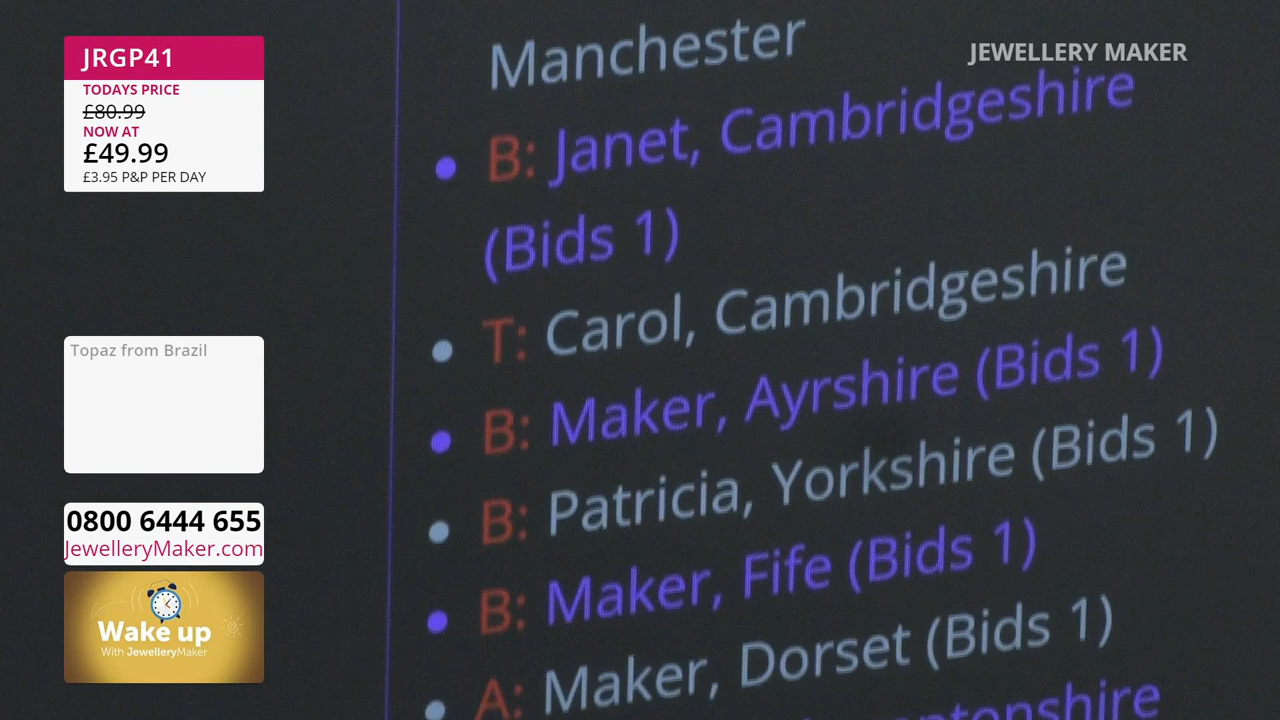 JRGP41
TODAYS PRICE
£80.99
NOW AT
£49.99
£3.95 P&P PER DAY
Topaz from Brazil
0800 6444 655
JewelleryMaker.com
Wake up
With JewelleryMaker
JEWELLERY MAKER
Manchester
• B: Janet, Cambridgeshire
(Bids 1)
• T: Carol, Cambridgeshire
• B: Maker, Ayrshire (Bids 1)
• B: Patricia, Yorkshire (Bids 1)
• B: Maker, Fife (Bids 1)
• A: Maker, Dorset (Bids 1)